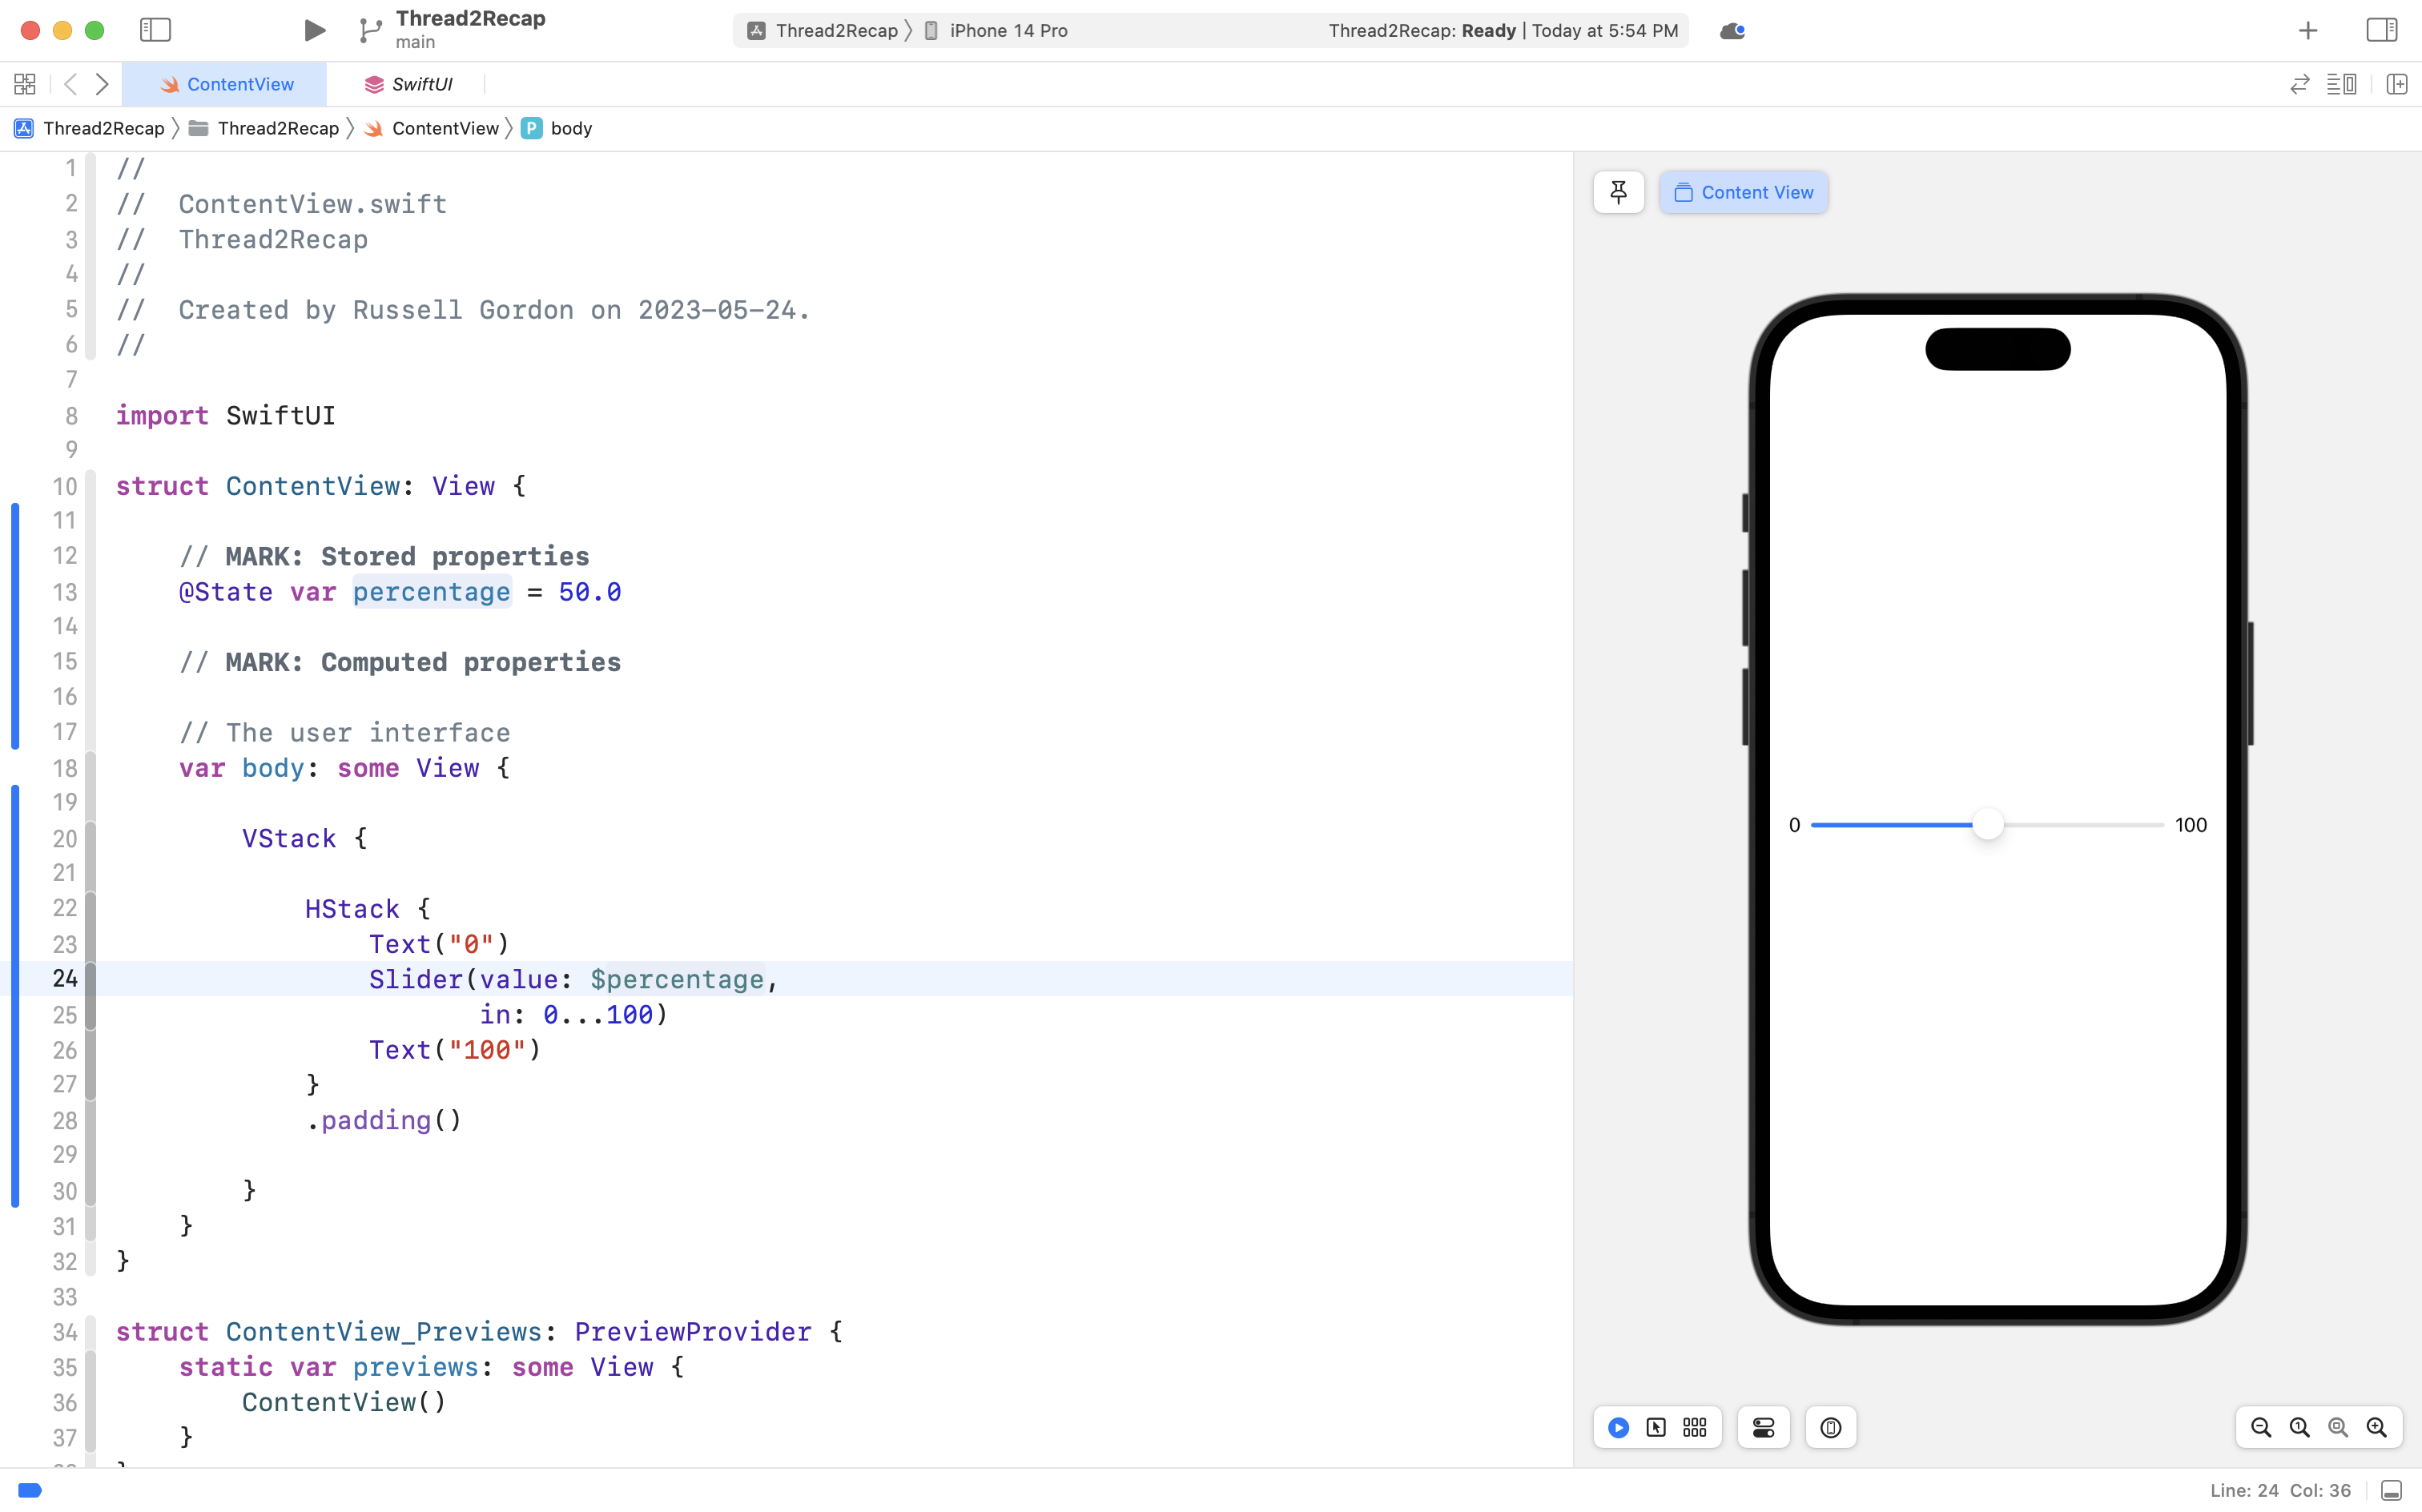 Thread2Recap
main
Thread2Recap 〉 iPhone 14 Pro
Thread2Recap: Ready | Today at 5:54 PM
ContentView
SwiftUI
Thread2Recap 〉 Thread2Recap 〉 ContentView 〉 P body
1 //
2 //  ContentView.swift
3 //  Thread2Recap
4 //
5 //  Created by Russell Gordon on 2023-05-24.
6 //
7
8 import SwiftUI
9
10 struct ContentView: View {
11
12     // MARK: Stored properties
13     @State var percentage = 50.0
14
15     // MARK: Computed properties
16
17     // The user interface
18     var body: some View {
19
20         VStack {
21
22             HStack {
23                 Text("0")
24                 Slider(value: $percentage,
25                        in: 0...100)
26                 Text("100")
27             }
28             .padding()
29
30         }
31     }
32 }
33
34 struct ContentView_Previews: PreviewProvider {
35     static var previews: some View {
36         ContentView()
37     }
Content View
0
100
Line: 24 Col: 36